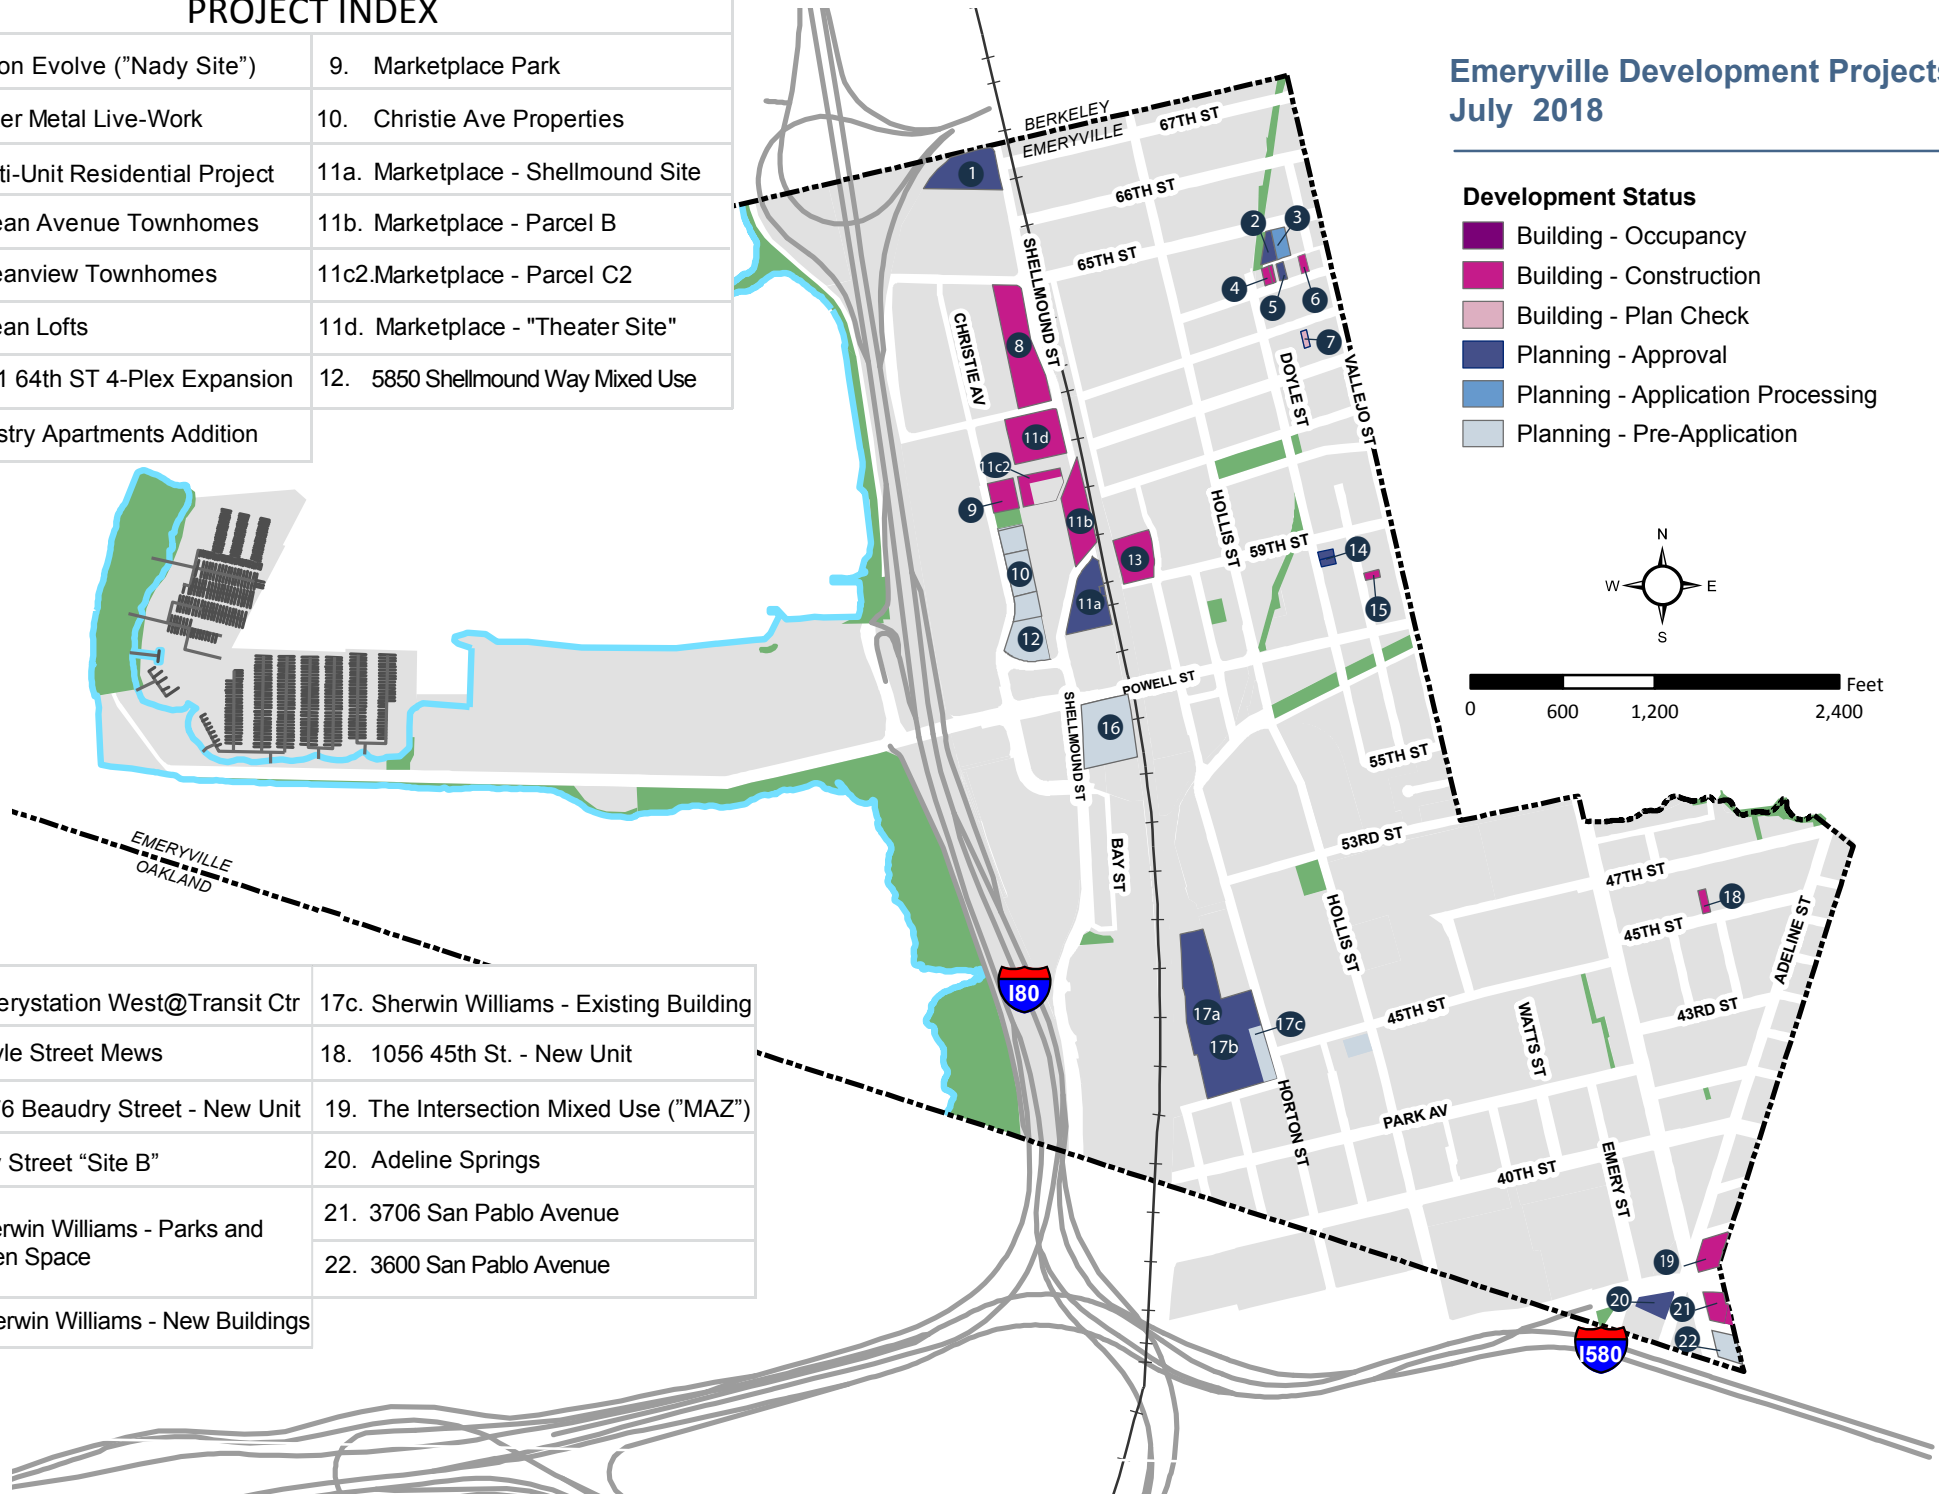 PROJECT INDEX
on Evolve ("Nady Site")
er Metal Live-Work
ti-Unit Residential Project
ean Avenue Townhomes
eanview Townhomes
ean Lofts
1 64th ST 4-Plex Expansion
stry Apartments Addition
9. Marketplace Park
10. Christie Ave Properties
11a. Marketplace - Shellmound Site
11b. Marketplace - Parcel B
11c2. Marketplace - Parcel C2
11d. Marketplace - "Theater Site"
12. 5850 Shellmound Way Mixed Use
Emeryville Development Projects
July 2018
Development Status
Building - Occupancy
Building - Construction
Building - Plan Check
Planning - Approval
Planning - Application Processing
Planning - Pre-Application
N
W
E
S
Feet
0
600
1,200
2,400
BERKELEY
EMERYVILLE
67TH ST
66TH ST
65TH ST
SHELLMOUND ST
CHRISTIE AV
DOYLE ST
VALLEJO ST
HOLLIS ST
59TH ST
POWELL ST
SHELLMOUND ST
55TH ST
53RD ST
BAY ST
47TH ST
45TH ST
ADELINE ST
HOLLIS ST
45TH ST
43RD ST
WATTS ST
HORTON ST
PARK AV
40TH ST
EMERY ST
EMERYVILLE
OAKLAND
I80
I580
1
2
3
4
5
6
7
8
11d
11c2
9
11b
13
10
11a
12
14
15
16
17a
17b
17c
18
19
20
21
22
erystation West@Transit Ctr
yle Street Mews
76 Beaudry Street - New Unit
y Street “Site B”
erwin Williams - Parks and
en Space
erwin Williams - New Buildings
17c. Sherwin Williams - Existing Building
18. 1056 45th St. - New Unit
19. The Intersection Mixed Use ("MAZ")
20. Adeline Springs
21. 3706 San Pablo Avenue
22. 3600 San Pablo Avenue